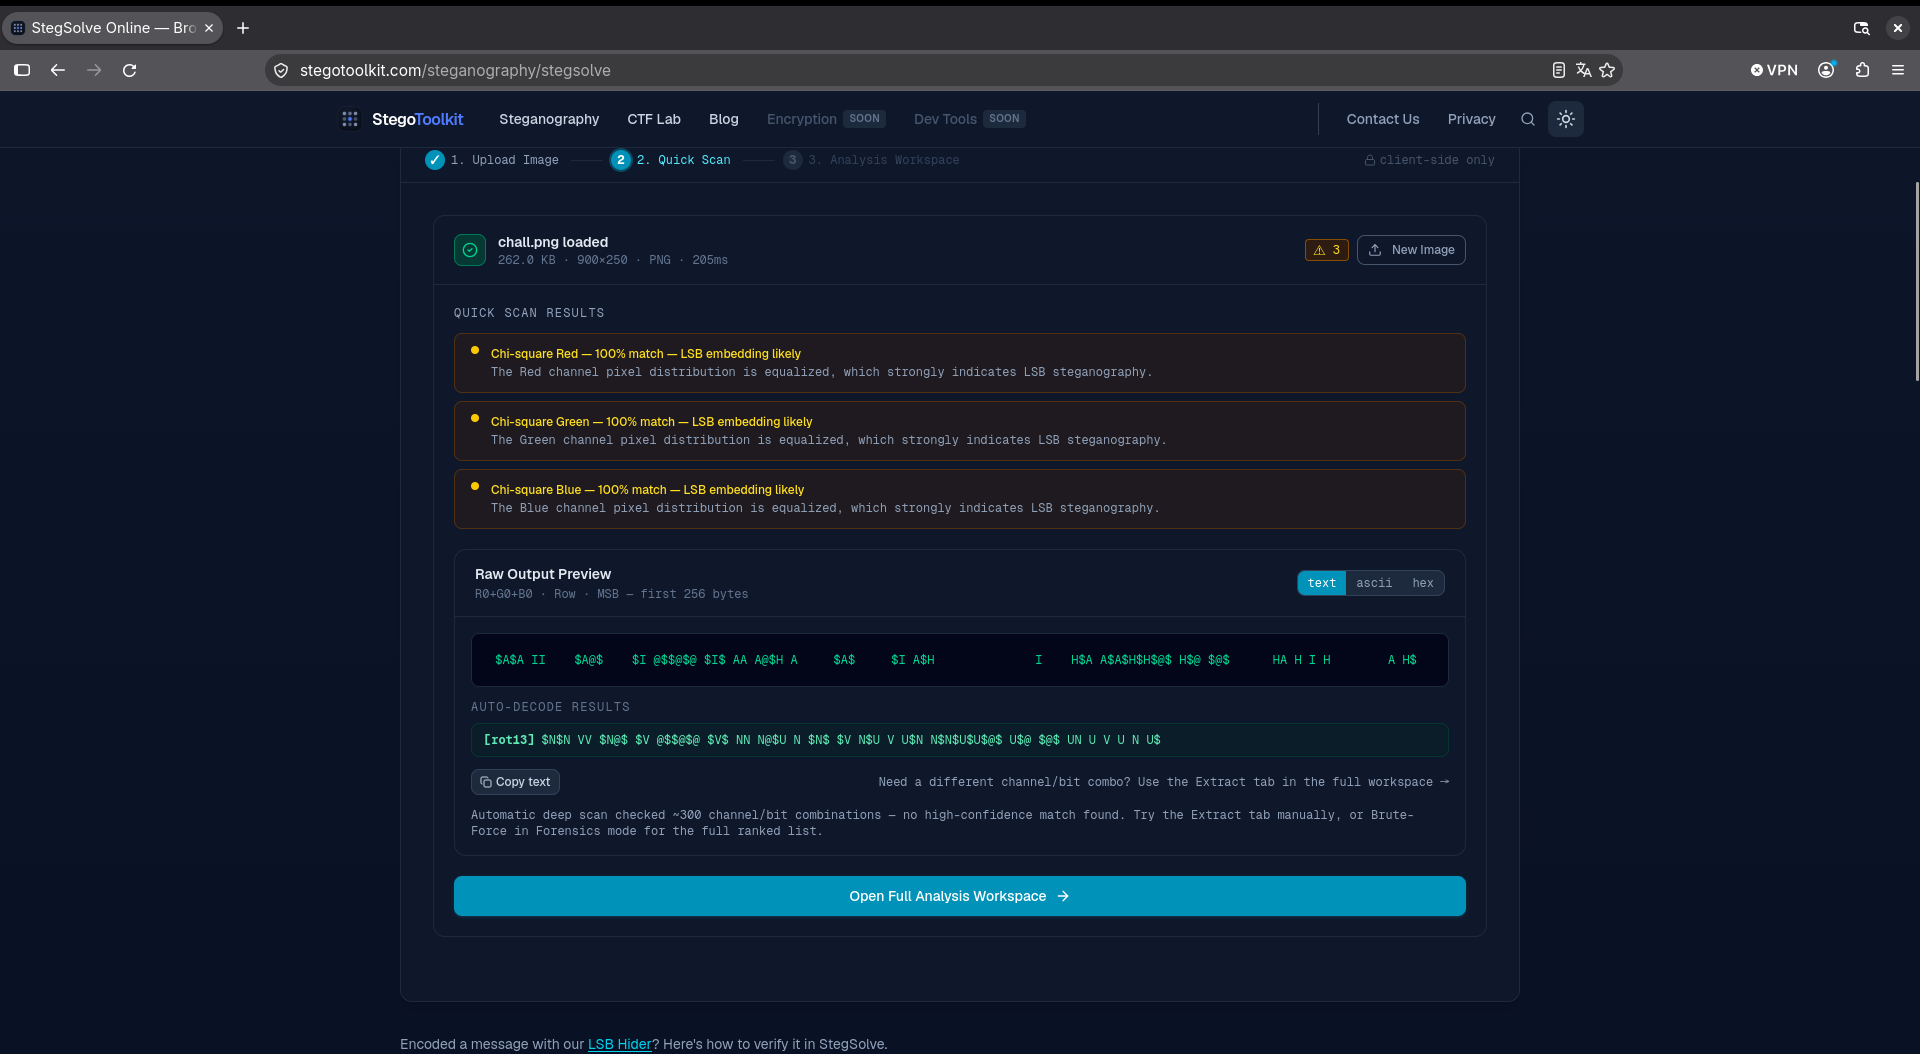 StegSolve Online — Bro
stegotoolkit.com/steganography/stegsolve
VPN
StegoToolkit
Steganography
CTF Lab
Blog
Encryption SOON
Dev Tools SOON
Contact Us
Privacy
✓ 1. Upload Image
2 2. Quick Scan
3 3. Analysis Workspace
client-side only
chall.png loaded
262.0 KB · 900×250 · PNG · 205ms
3
New Image
QUICK SCAN RESULTS
Chi-square Red — 100% match — LSB embedding likely
The Red channel pixel distribution is equalized, which strongly indicates LSB steganography.
Chi-square Green — 100% match — LSB embedding likely
The Green channel pixel distribution is equalized, which strongly indicates LSB steganography.
Chi-square Blue — 100% match — LSB embedding likely
The Blue channel pixel distribution is equalized, which strongly indicates LSB steganography.
Raw Output Preview
R0+G0+B0 · Row · MSB — first 256 bytes
text ascii hex
$A$A II    $A@$    $I @$$@$@ $I$ AA A@$H A     $A$     $I A$H              I    H$A A$A$H$H$@$ H$@ $@$      HA H I H        A H$
AUTO-DECODE RESULTS
[rot13] $N$N VV $N@$ $V @$$@$@ $V$ NN N@$U N $N$ $V N$U V U$N N$N$U$U$@$ U$@ $@$ UN U V U N U$
Copy text
Need a different channel/bit combo? Use the Extract tab in the full workspace →
Automatic deep scan checked ~300 channel/bit combinations — no high-confidence match found. Try the Extract tab manually, or Brute-
Force in Forensics mode for the full ranked list.
Open Full Analysis Workspace →
Encoded a message with our LSB Hider? Here's how to verify it in StegSolve.